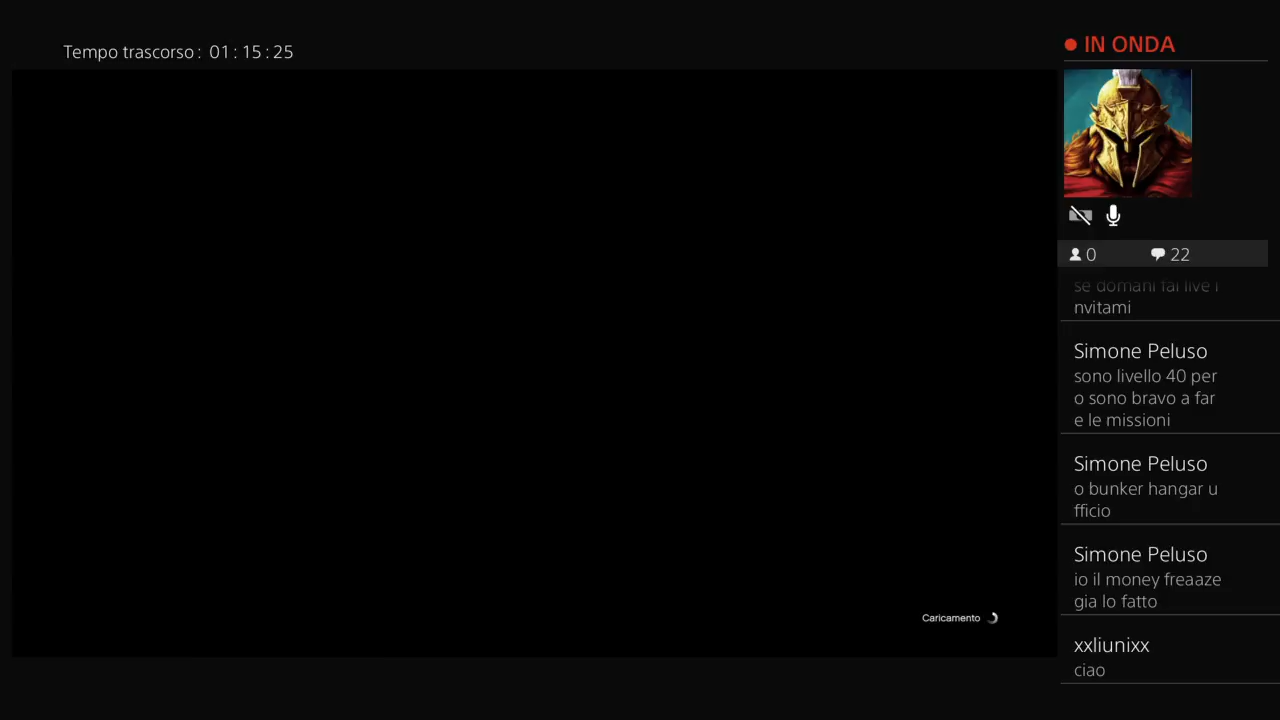 Tempo trascorso : 01 : 15 : 25
IN ONDA
0 22
se domani fai live i
nvitami
Simone Peluso
sono livello 40 per
o sono bravo a far
e le missioni
Simone Peluso
o bunker hangar u
fficio
Simone Peluso
io il money freaaze
gia lo fatto
Caricamento
xxliunixx
ciao